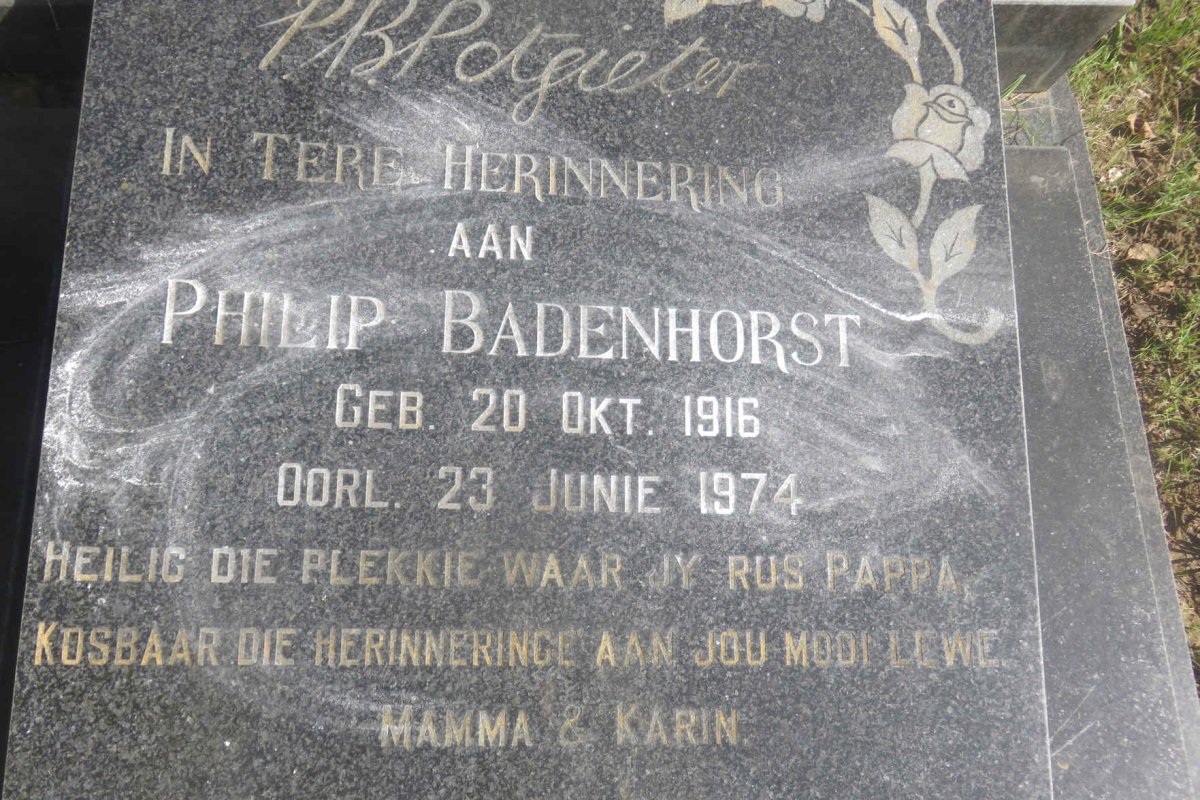 P.B. Potgieter
IN TERE HERINNERING
AAN
PHILIP BADENHORST
GEB. 20 OKT. 1916
OORL. 23 JUNIE 1974
HEILIG DIE PLEKKIE WAAR JY RUS PAPPA,
KOSBAAR DIE HERINNERINGE AAN JOU MOOI LEWE.
MAMMA & KARIN.